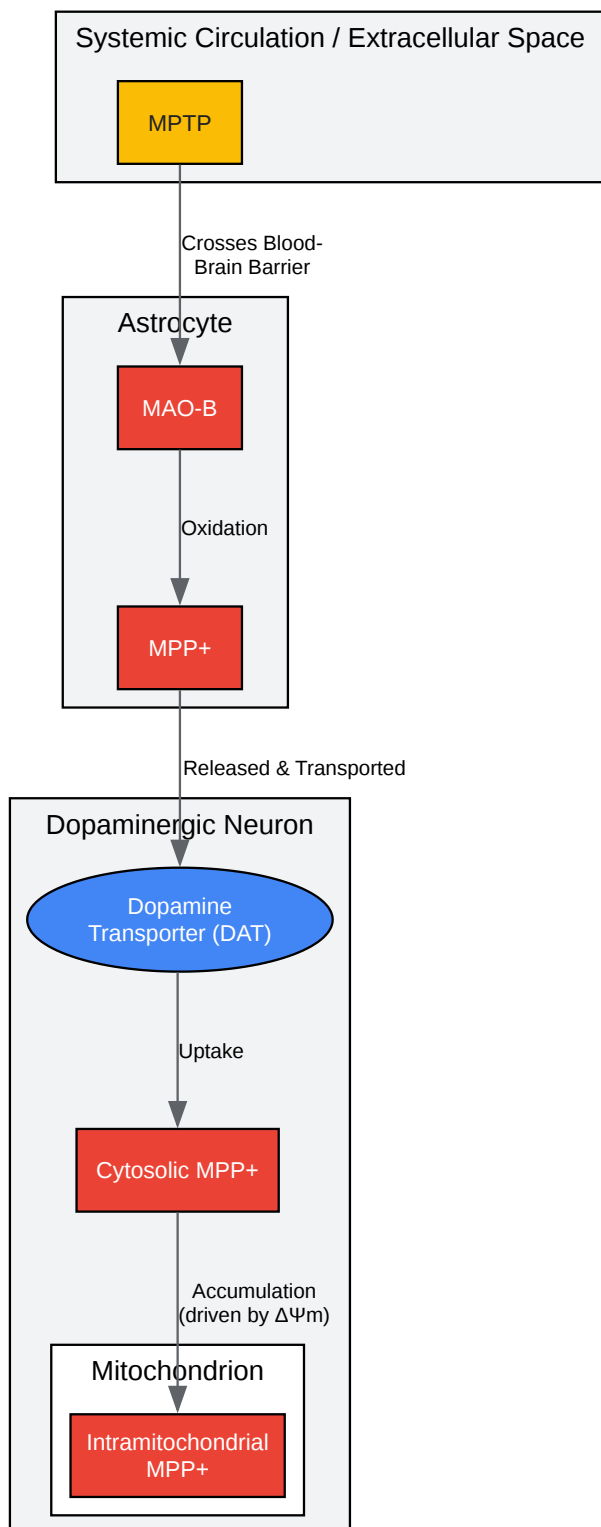 Systemic Circulation / Extracellular Space
MPTP
Crosses Blood-
Brain Barrier
Astrocyte
MAO-B
Oxidation
MPP+
Released & Transported
Dopaminergic Neuron
Dopamine
Transporter (DAT)
Uptake
Cytosolic MPP+
Accumulation
(driven by ΔΨm)
Mitochondrion
Intramitochondrial
MPP+